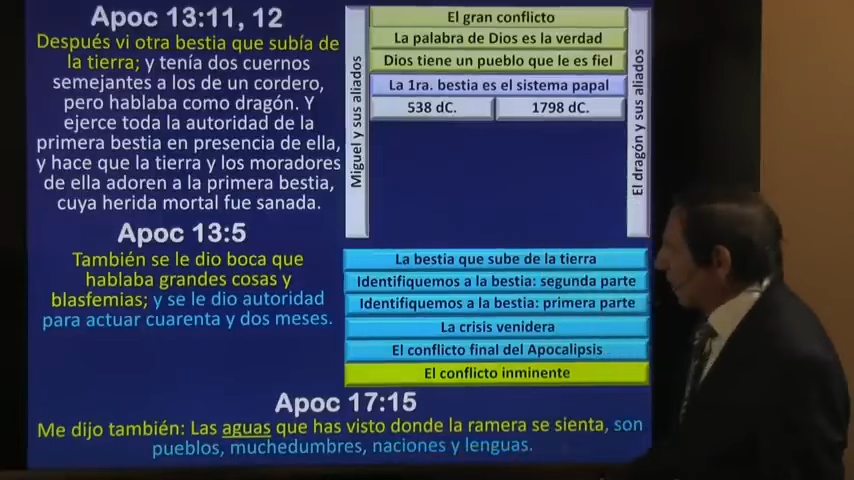 Apoc 13:11, 12
Después vi otra bestia que subía de
la tierra; y tenía dos cuernos
semejantes a los de un cordero,
pero hablaba como dragón. Y
ejerce toda la autoridad de la
primera bestia en presencia de ella,
y hace que la tierra y los moradores
de ella adoren a la primera bestia,
cuya herida mortal fue sanada.
Apoc 13:5
También se le dio boca que
hablaba grandes cosas y
blasfemias; y se le dio autoridad
para actuar cuarenta y dos meses.
Miguel y sus aliados
El gran conflicto
La palabra de Dios es la verdad
Dios tiene un pueblo que le es fiel
La 1ra. bestia es el sistema papal
538 dC.
1798 dC.
El dragón y sus aliados
La bestia que sube de la tierra
Identifiquemos a la bestia: segunda parte
Identifiquemos a la bestia: primera parte
La crisis venidera
El conflicto final del Apocalipsis
El conflicto inminente
Apoc 17:15
Me dijo también: Las aguas que has visto donde la ramera se sienta, son
pueblos, muchedumbres, naciones y lenguas.